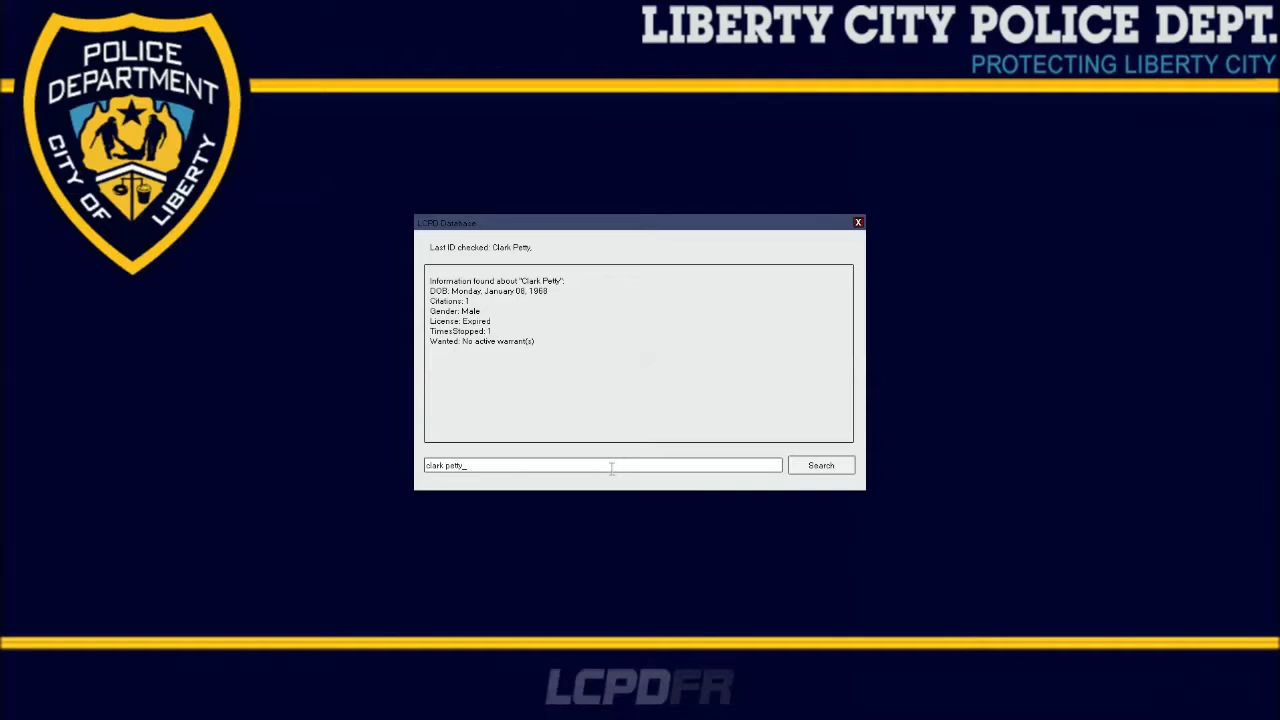 LIBERTY CITY POLICE DEPT.
PROTECTING LIBERTY CITY
POLICE
DEPARTMENT
CITY OF LIBERTY
LCPD Database
X
Last ID checked: Clark Petty,
Information found about "Clark Petty":
DOB: Monday, January 08, 1968
Citations: 1
Gender: Male
License: Expired
TimesStopped: 1
Wanted: No active warrant(s)
clark petty_
Search
LCPDFR